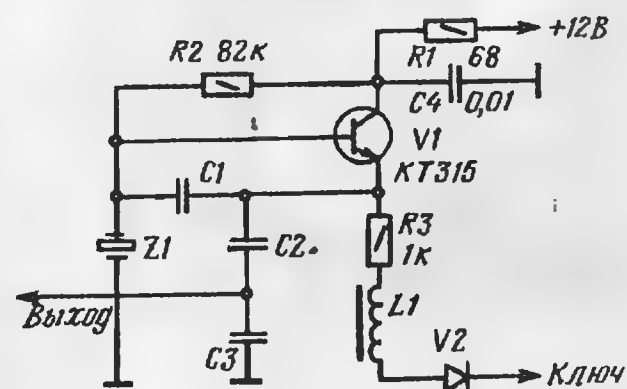 +12В
R2 82к
R1 68
C4 0,01
V1
КТ315
C1
Z1
C2
R3
1к
L1
Выход
V2
C3
Ключ